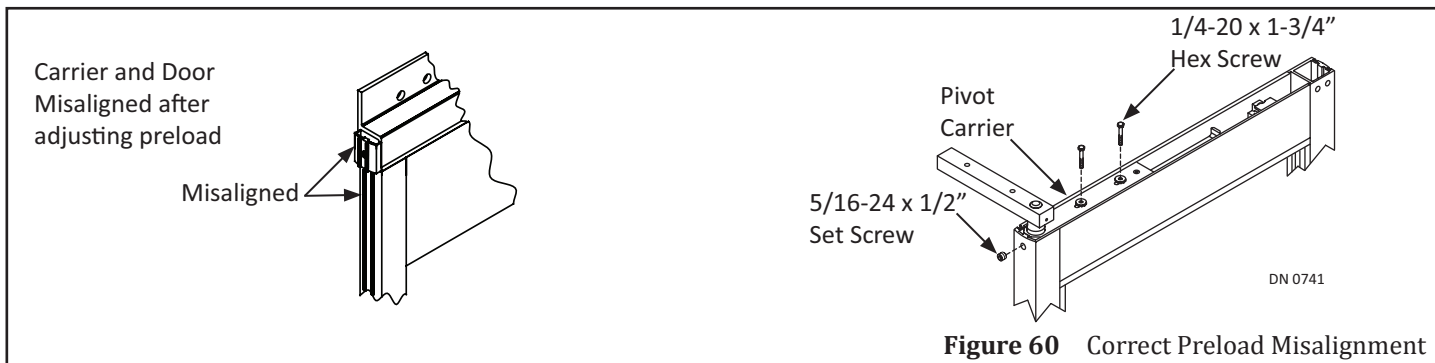 Carrier and Door
Misaligned after
adjusting preload
Misaligned
1/4-20 x 1-3/4”
Hex Screw
Pivot
Carrier
5/16-24 x 1/2”
Set Screw
DN 0741
Figure 60 Correct Preload Misalignment